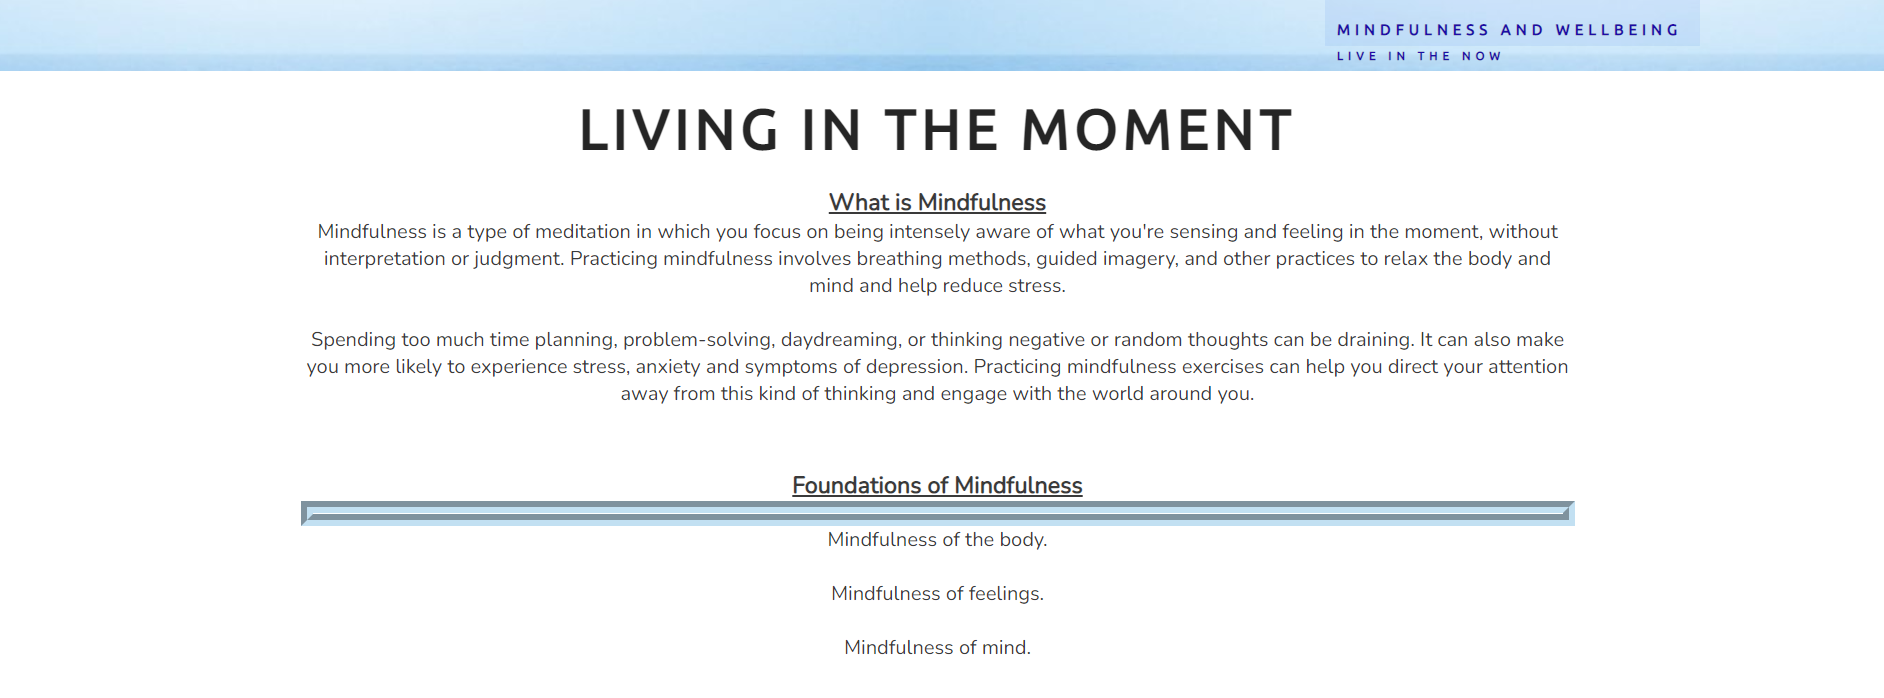 MINDFULNESS AND WELLBEING
LIVE IN THE NOW
LIVING IN THE MOMENT
What is Mindfulness
Mindfulness is a type of meditation in which you focus on being intensely aware of what you're sensing and feeling in the moment, without
interpretation or judgment. Practicing mindfulness involves breathing methods, guided imagery, and other practices to relax the body and
mind and help reduce stress.
Spending too much time planning, problem-solving, daydreaming, or thinking negative or random thoughts can be draining. It can also make
you more likely to experience stress, anxiety and symptoms of depression. Practicing mindfulness exercises can help you direct your attention
away from this kind of thinking and engage with the world around you.
Foundations of Mindfulness
Mindfulness of the body.
Mindfulness of feelings.
Mindfulness of mind.